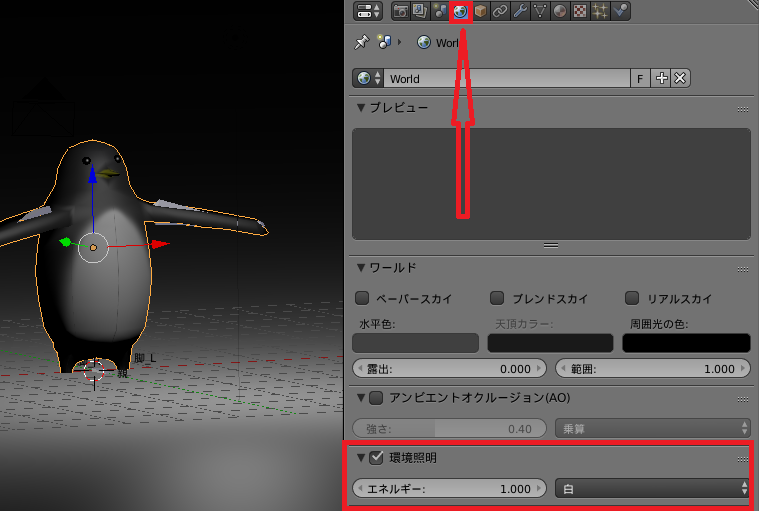 World
World F
プレビュー
ワールド
ペーパースカイ ブレンドスカイ リアルスカイ
水平色: 天頂カラー: 周囲光の色:
露出: 0.000 範囲: 1.000
アンビエントオクルージョン(AO)
強さ: 0.40 乗算
環境照明
エネルギー: 1.000 白
脚_L